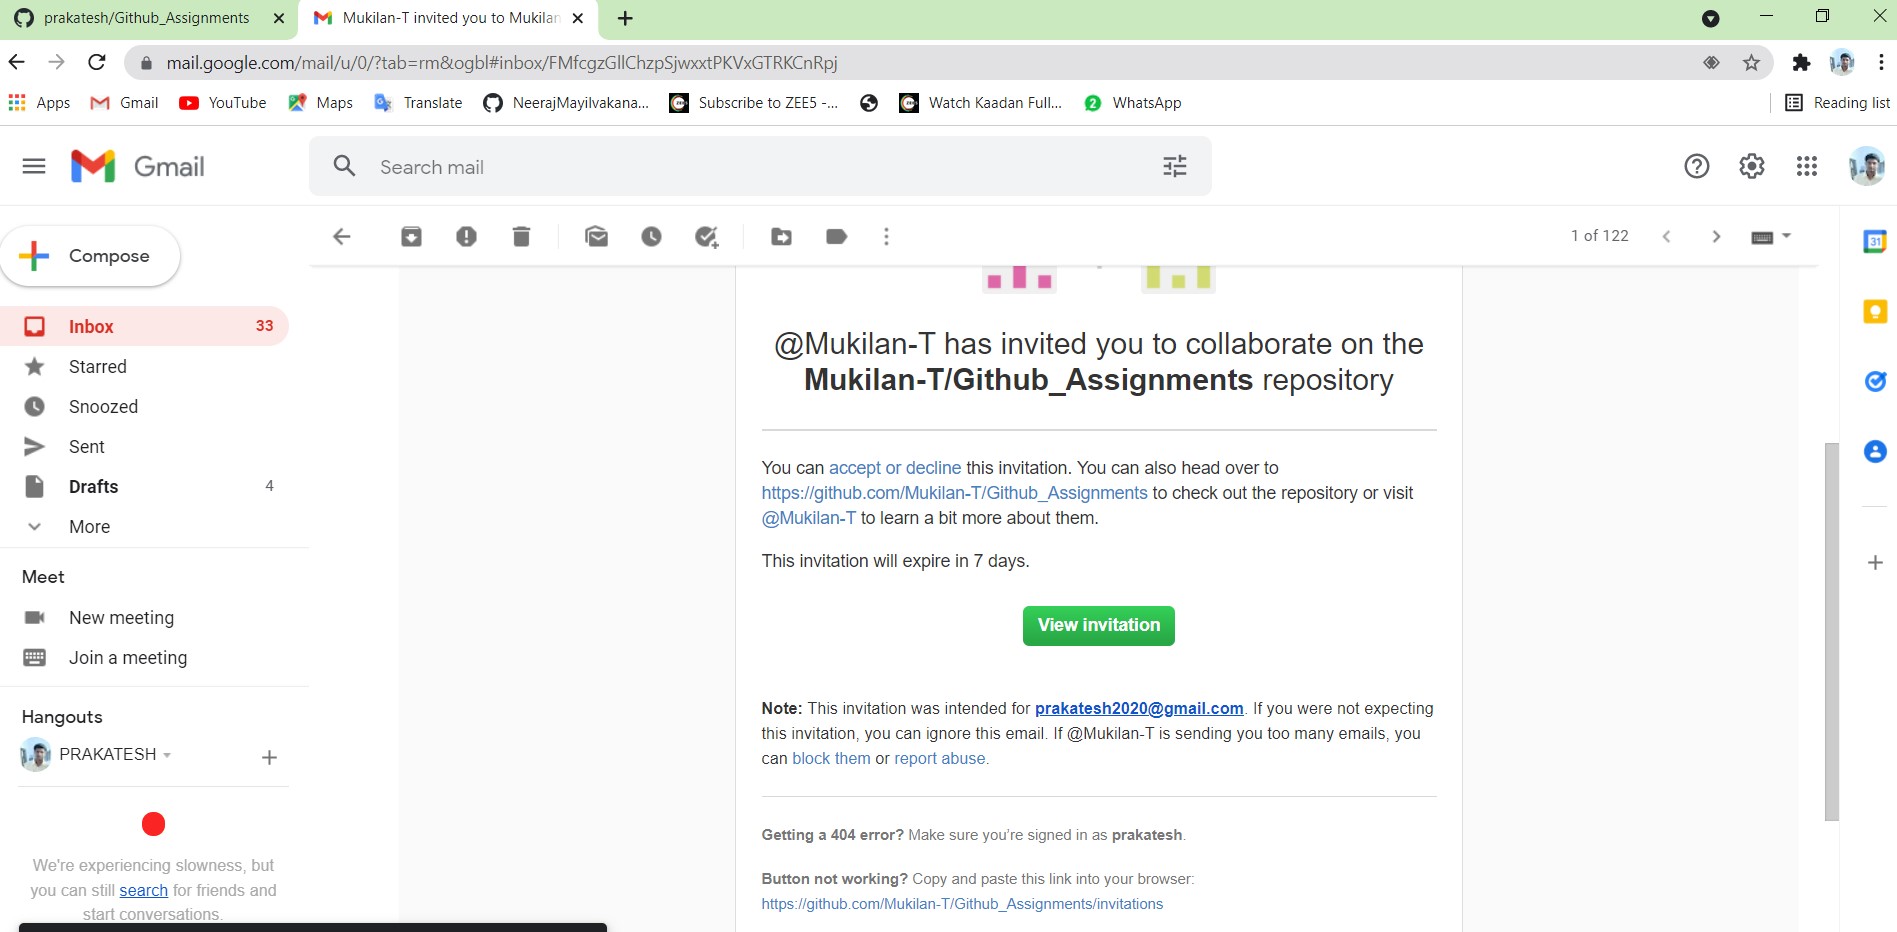 prakatesh/Github_Assignments
Mukilan-T invited you to Mukilan
mail.google.com/mail/u/0/?tab=rm&ogbl#inbox/FMfcgzGllChzpSjwxxtPKVxGTRKCnRpj
Apps
Gmail
YouTube
Maps
Translate
NeerajMayilvakana...
Subscribe to ZEE5 -...
Watch Kaadan Full...
2
WhatsApp
Reading list
Gmail
Search mail
1 of 122
31
Compose
Inbox 33
Starred
Snoozed
Sent
Drafts 4
More
Meet
New meeting
Join a meeting
Hangouts
PRAKATESH
We're experiencing slowness, but
you can still search for friends and
start conversations.
@Mukilan-T has invited you to collaborate on the
Mukilan-T/Github_Assignments repository
You can accept or decline this invitation. You can also head over to
https://github.com/Mukilan-T/Github_Assignments to check out the repository or visit
@Mukilan-T to learn a bit more about them.
This invitation will expire in 7 days.
View invitation
Note: This invitation was intended for prakatesh2020@gmail.com. If you were not expecting
this invitation, you can ignore this email. If @Mukilan-T is sending you too many emails, you
can block them or report abuse.
Getting a 404 error? Make sure you're signed in as prakatesh.
Button not working? Copy and paste this link into your browser:
https://github.com/Mukilan-T/Github_Assignments/invitations